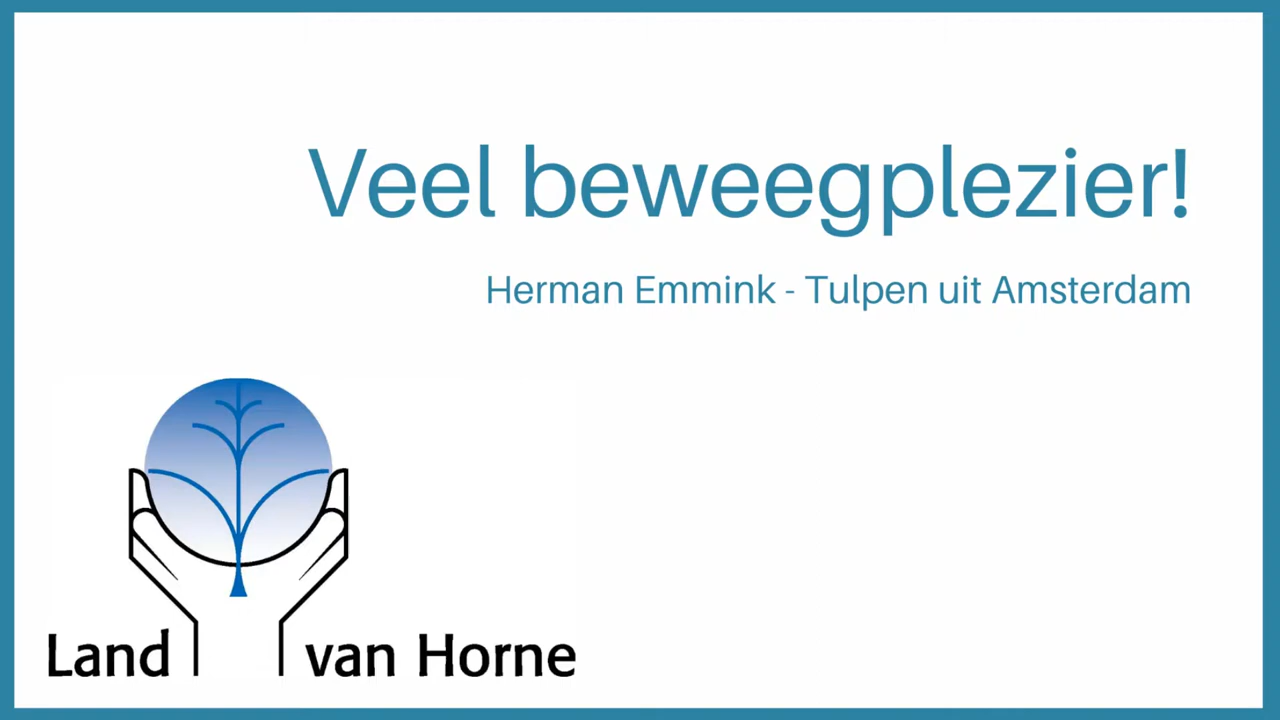 Veel beweegplezier!
Herman Emmink - Tulpen uit Amsterdam
Land van Horne